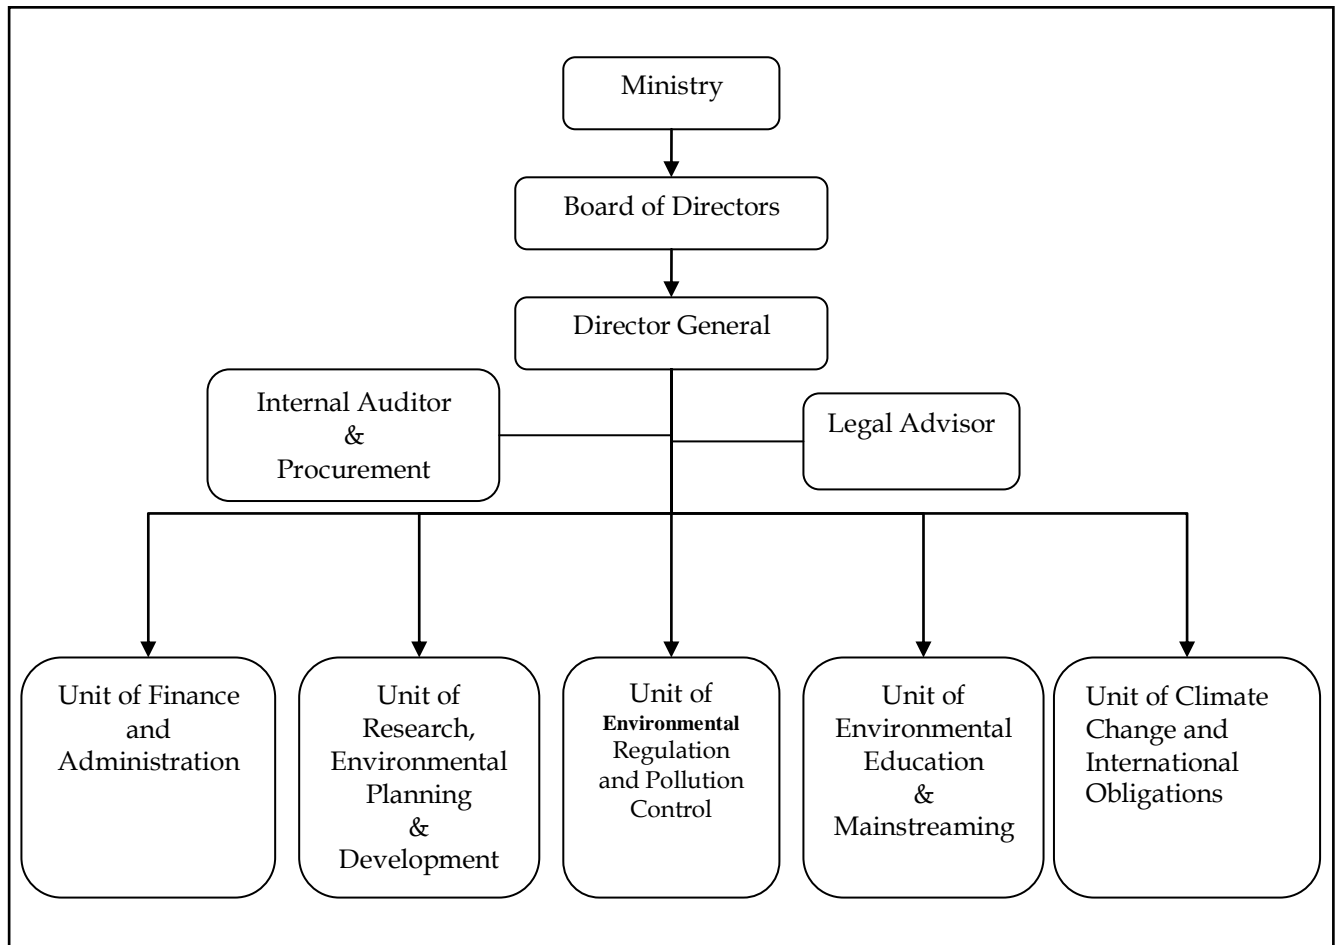 Ministry
Board of Directors
Director General
Internal Auditor
&
Procurement
Legal Advisor
Unit of Finance
and
Administration
Unit of
Research,
Environmental
Planning
&
Development
Unit of
Environmental
Regulation
and Pollution
Control
Unit of
Environmental
Education
&
Mainstreaming
Unit of Climate
Change and
International
Obligations